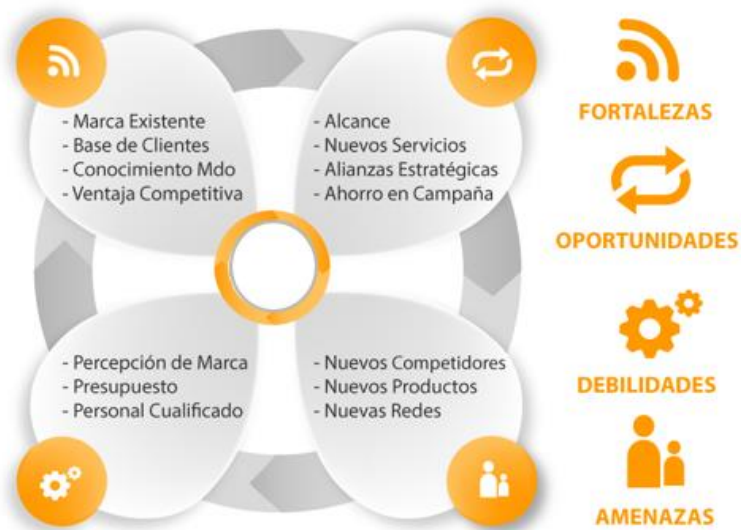 - Marca Existente
- Base de Clientes
- Conocimiento Mdo
- Ventaja Competitiva
- Alcance
- Nuevos Servicios
- Alianzas Estratégicas
- Ahorro en Campaña
- Percepción de Marca
- Presupuesto
- Personal Cualificado
- Nuevos Competidores
- Nuevos Productos
- Nuevas Redes
FORTALEZAS
OPORTUNIDADES
DEBILIDADES
AMENAZAS